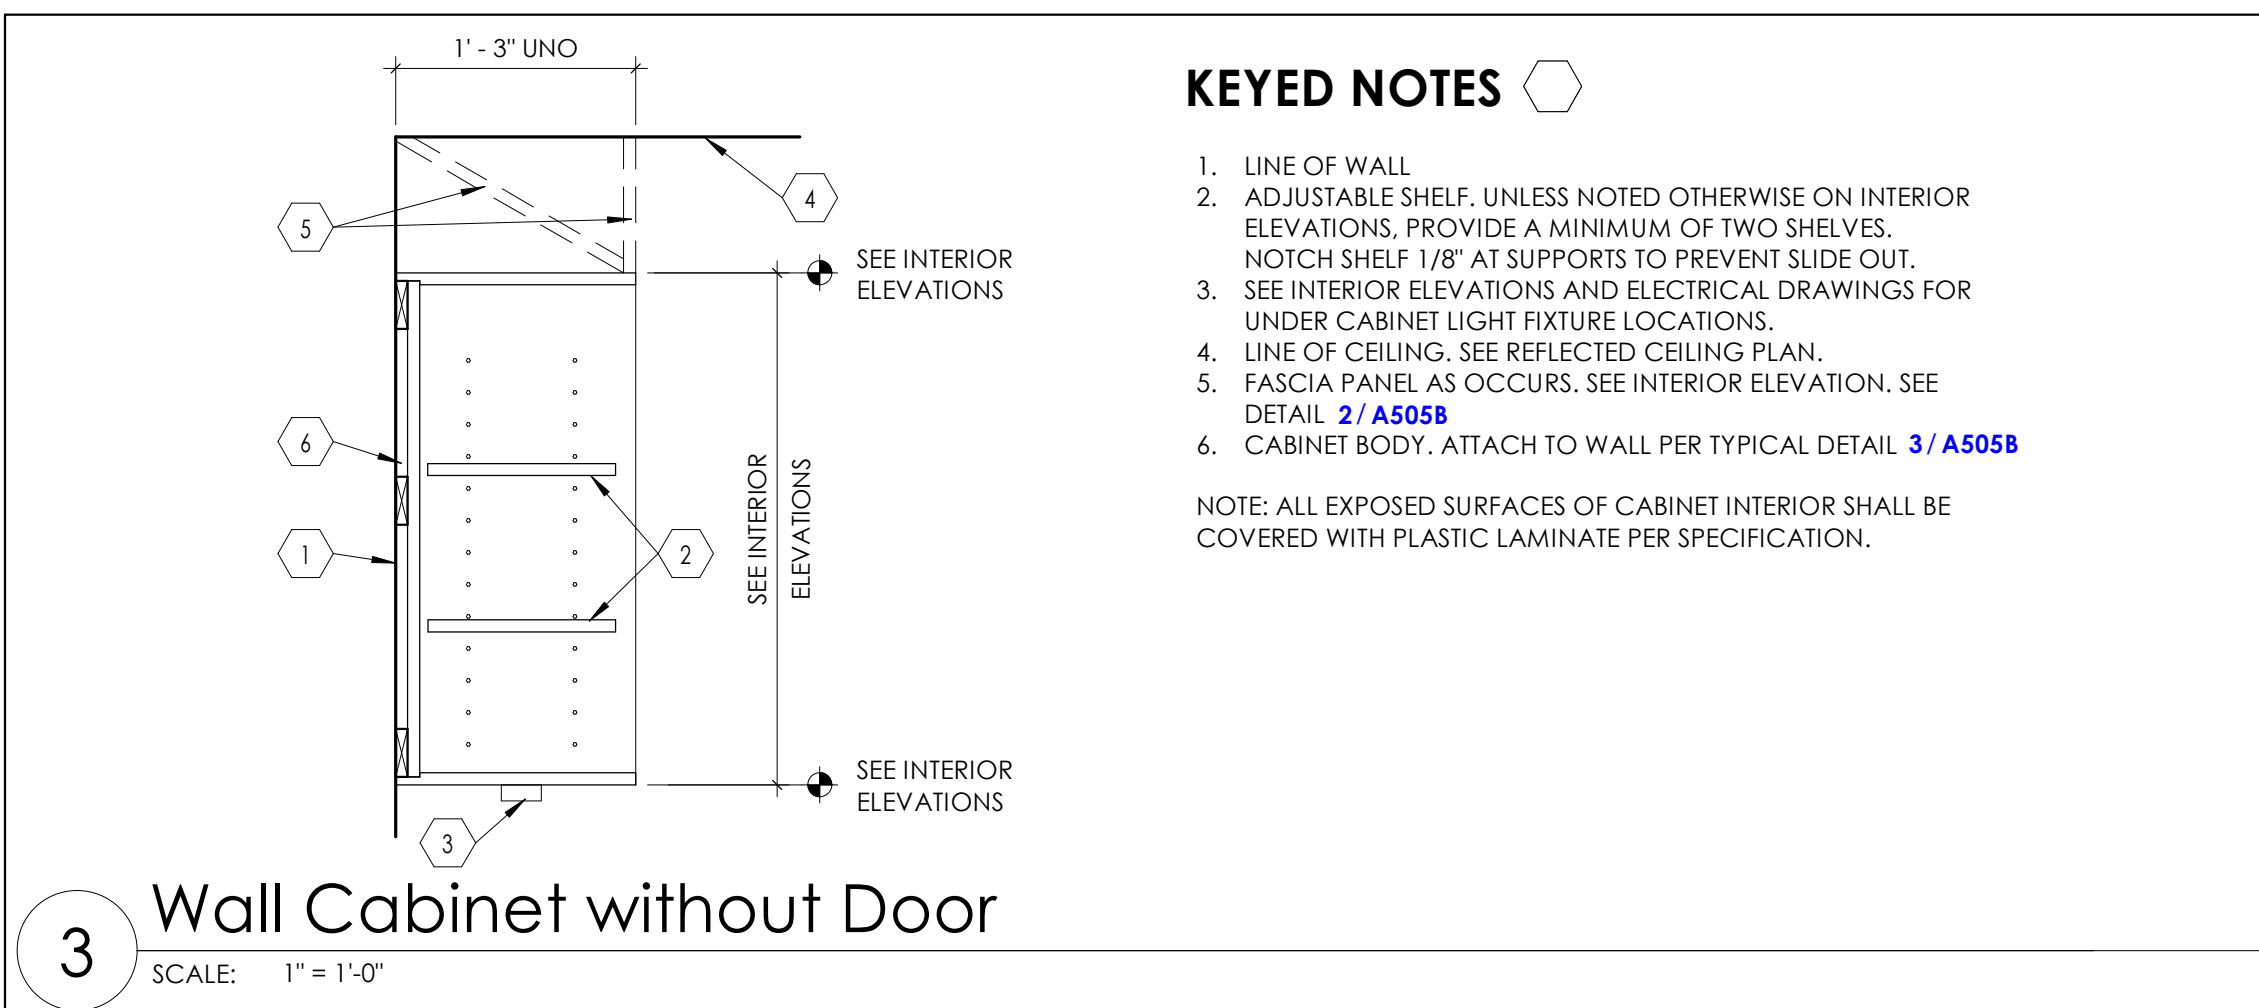 1' - 3" UNO
5
4
SEE INTERIOR
ELEVATIONS
6
1
2
SEE INTERIOR
ELEVATIONS
SEE INTERIOR
ELEVATIONS
3
3
Wall Cabinet without Door
SCALE: 1" = 1'-0"
KEYED NOTES
1. LINE OF WALL
2. ADJUSTABLE SHELF. UNLESS NOTED OTHERWISE ON INTERIOR
ELEVATIONS, PROVIDE A MINIMUM OF TWO SHELVES.
NOTCH SHELF 1/8" AT SUPPORTS TO PREVENT SLIDE OUT.
3. SEE INTERIOR ELEVATIONS AND ELECTRICAL DRAWINGS FOR
UNDER CABINET LIGHT FIXTURE LOCATIONS.
4. LINE OF CEILING. SEE REFLECTED CEILING PLAN.
5. FASCIA PANEL AS OCCURS. SEE INTERIOR ELEVATION. SEE
DETAIL 2/ A505B
6. CABINET BODY. ATTACH TO WALL PER TYPICAL DETAIL 3/ A505B
NOTE: ALL EXPOSED SURFACES OF CABINET INTERIOR SHALL BE
COVERED WITH PLASTIC LAMINATE PER SPECIFICATION.